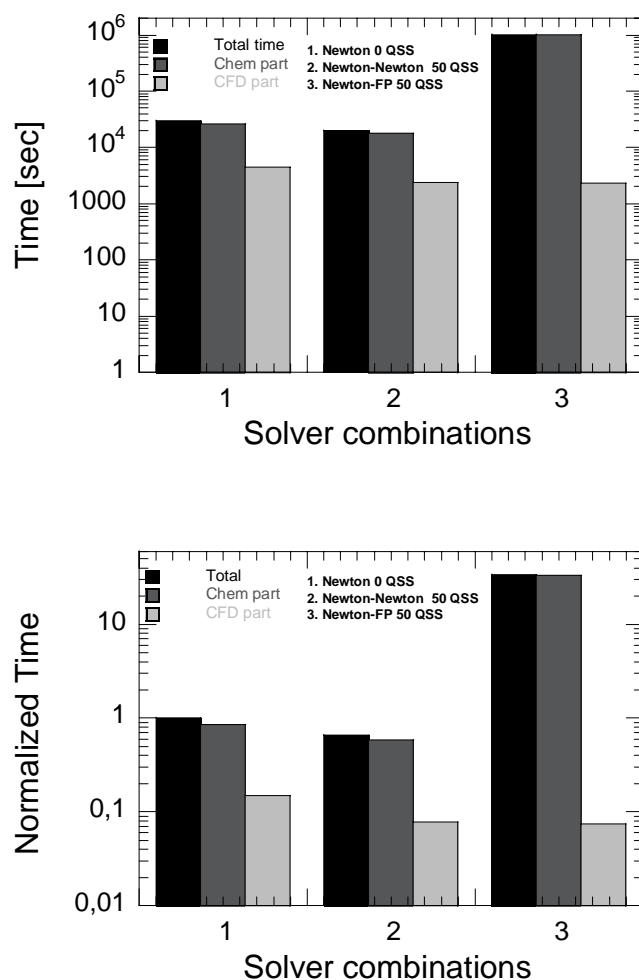 Time [sec]
10^6
10^5
10^4
1000
100
10
1
Total time
Chem part
CFD part
1. Newton 0 QSS
2. Newton-Newton 50 QSS
3. Newton-FP 50 QSS
1 2 3
Solver combinations
Normalized Time
10
1
0,1
0,01
Total
Chem part
CFD part
1. Newton 0 QSS
2. Newton-Newton 50 QSS
3. Newton-FP 50 QSS
1 2 3
Solver combinations